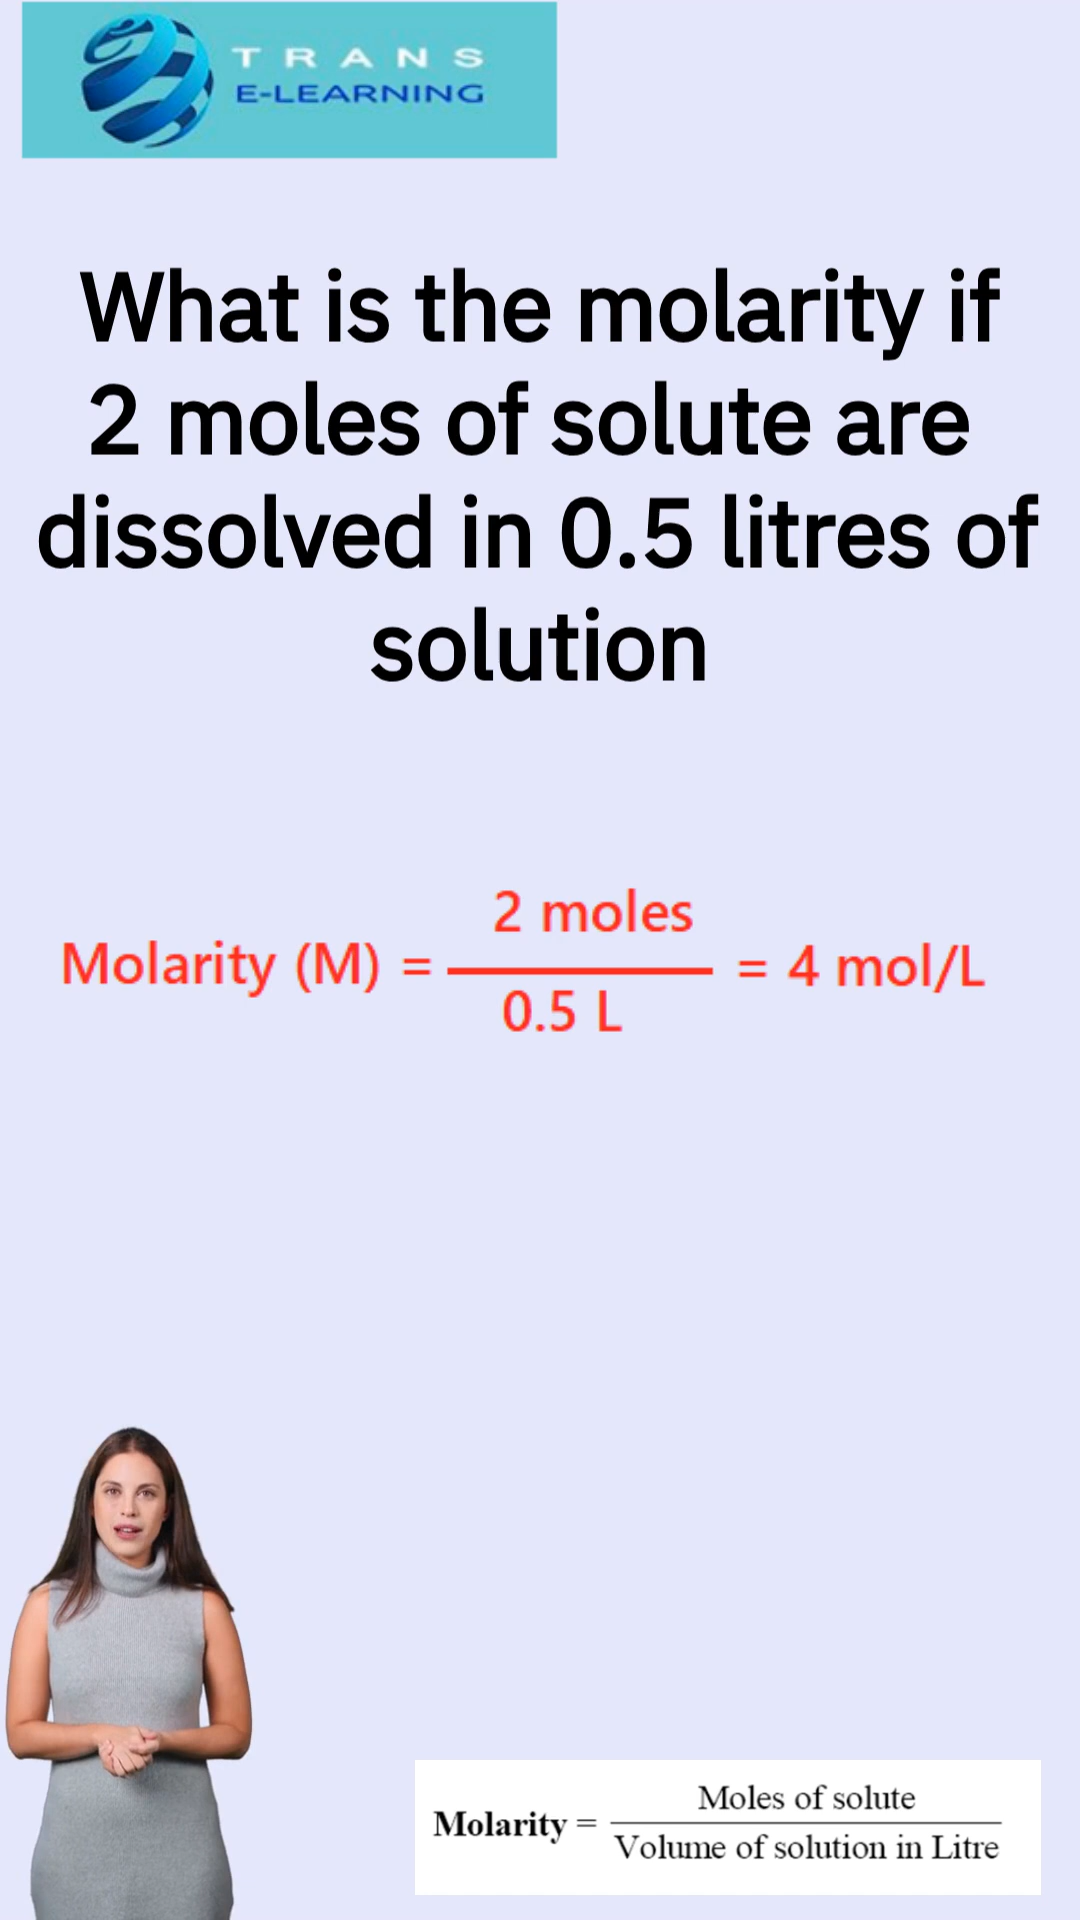 TRANS
E-LEARNING
What is the molarity if
2 moles of solute are
dissolved in 0.5 litres of
solution
2 moles
Molarity (M) = = 4 mol/L
0.5 L
Moles of solute
Molarity =
Volume of solution in Litre